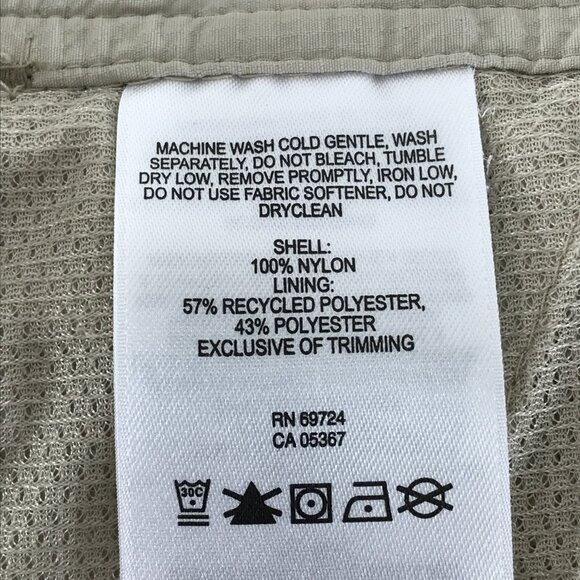 MACHINE WASH COLD GENTLE, WASH
SEPARATELY, DO NOT BLEACH, TUMBLE
DRY LOW, REMOVE PROMPTLY, IRON LOW,
DO NOT USE FABRIC SOFTENER, DO NOT
DRYCLEAN
SHELL:
100% NYLON
LINING:
57% RECYCLED POLYESTER,
43% POLYESTER
EXCLUSIVE OF TRIMMING
RN 69724
CA 05367
30C